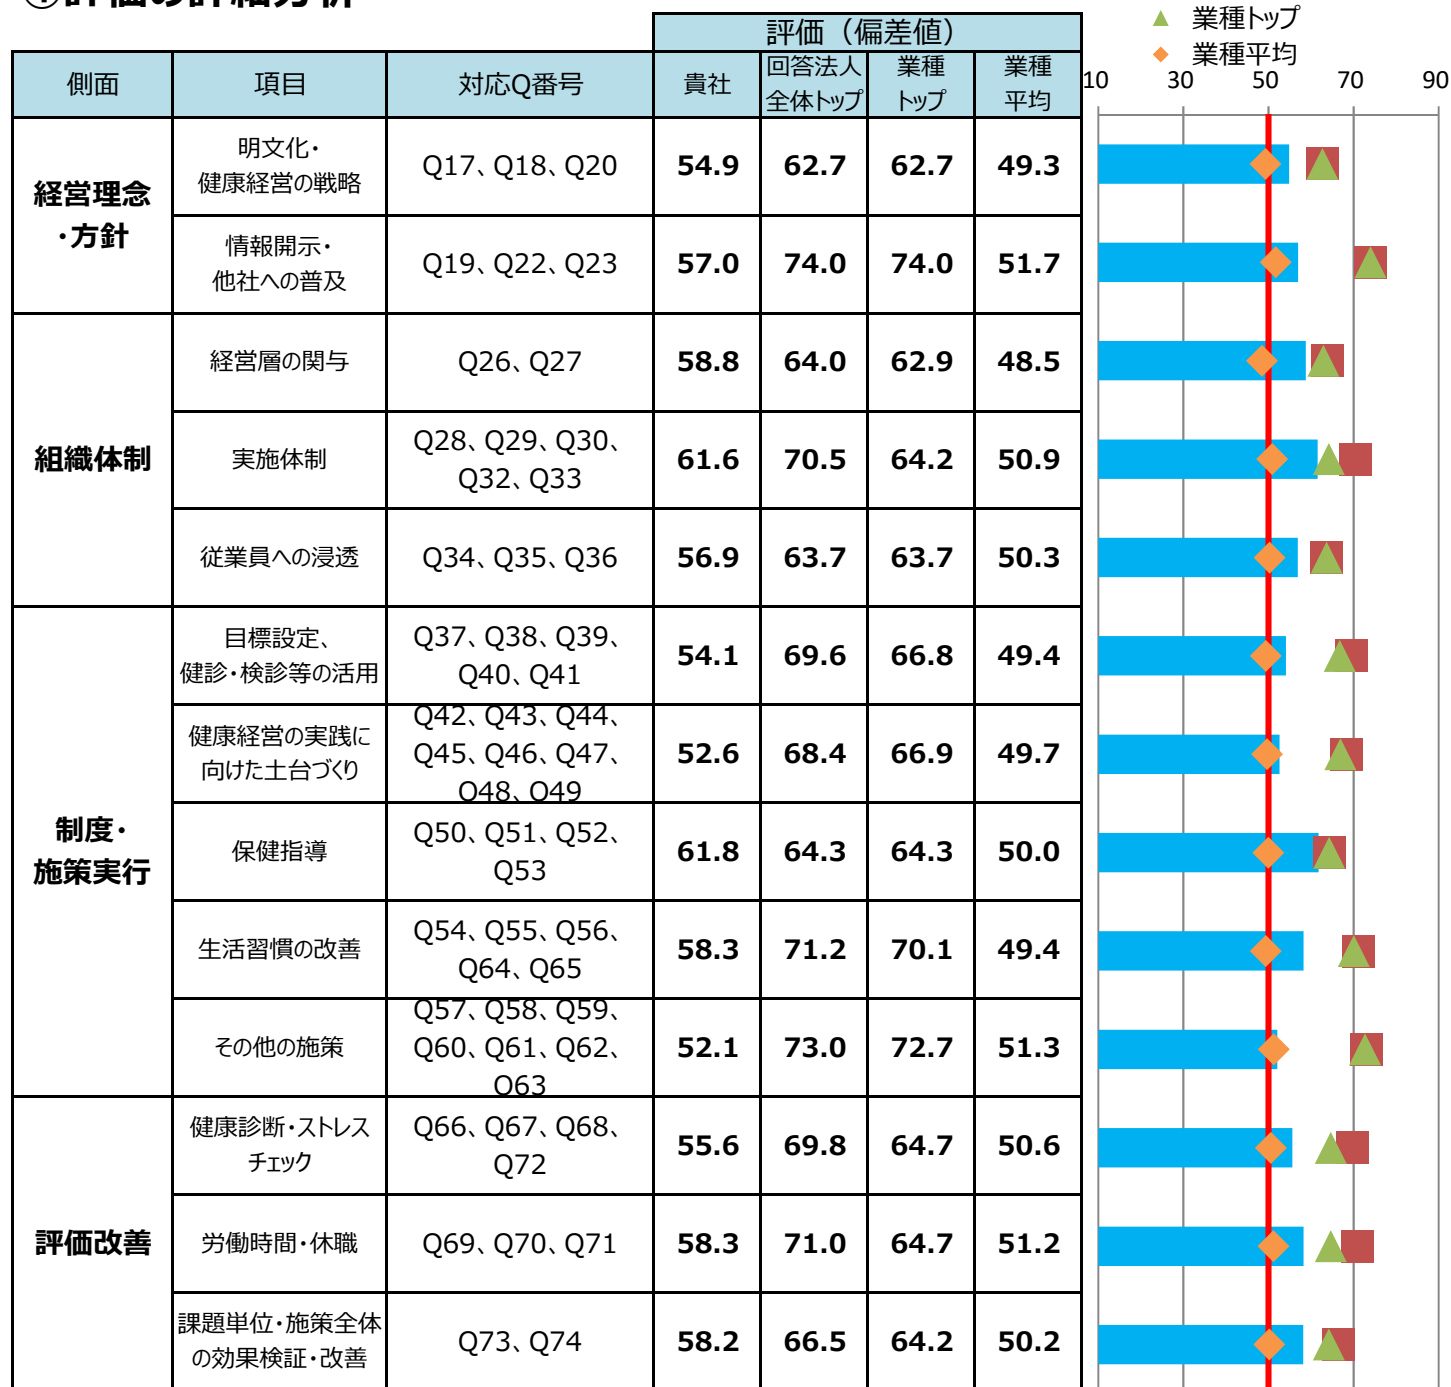 ①評価の詳細分析
業種トップ
業種平均
評価（偏差値）
側面 項目 対応Q番号 貴社 回答法人全体トップ 業種トップ 業種平均
10 30 50 70 90
経営理念・方針
明文化・健康経営の戦略 Q17、Q18、Q20 54.9 62.7 62.7 49.3
情報開示・他社への普及 Q19、Q22、Q23 57.0 74.0 74.0 51.7
組織体制
経営層の関与 Q26、Q27 58.8 64.0 62.9 48.5
実施体制 Q28、Q29、Q30、Q32、Q33 61.6 70.5 64.2 50.9
従業員への浸透 Q34、Q35、Q36 56.9 63.7 63.7 50.3
制度・施策実行
目標設定、健診・検診等の活用 Q37、Q38、Q39、Q40、Q41 54.1 69.6 66.8 49.4
健康経営の実践に向けた土台づくり Q42、Q43、Q44、Q45、Q46、Q47、Q48、Q49 52.6 68.4 66.9 49.7
保健指導 Q50、Q51、Q52、Q53 61.8 64.3 64.3 50.0
生活習慣の改善 Q54、Q55、Q56、Q64、Q65 58.3 71.2 70.1 49.4
その他の施策 Q57、Q58、Q59、Q60、Q61、Q62、Q63 52.1 73.0 72.7 51.3
評価改善
健康診断・ストレスチェック Q66、Q67、Q68、Q72 55.6 69.8 64.7 50.6
労働時間・休職 Q69、Q70、Q71 58.3 71.0 64.7 51.2
課題単位・施策全体の効果検証・改善 Q73、Q74 58.2 66.5 64.2 50.2